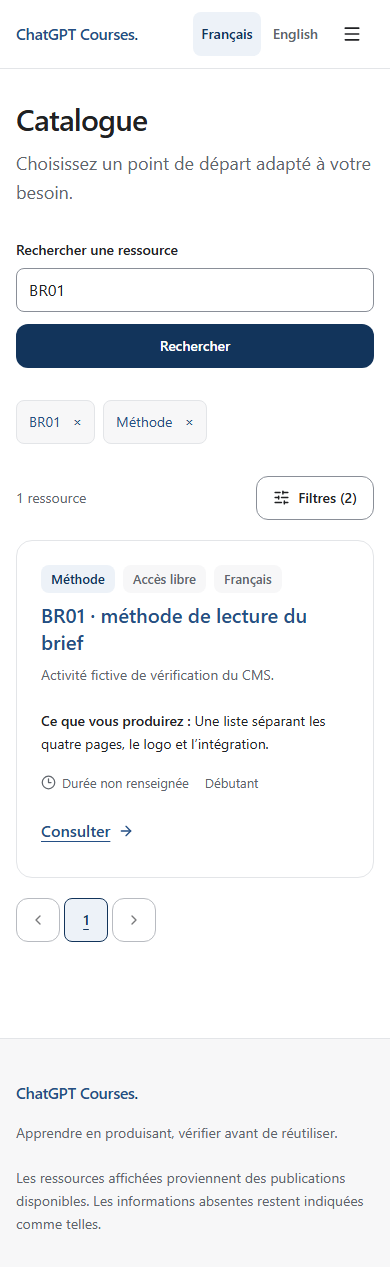 ChatGPT Courses.
Français
English
Catalogue
Choisissez un point de départ adapté à votre
besoin.
Rechercher une ressource
BR01
Rechercher
BR01 ×
Méthode ×
1 ressource
Filtres (2)
Méthode
Accès libre
Français
BR01 · méthode de lecture du
brief
Activité fictive de vérification du CMS.
Ce que vous produirez : Une liste séparant les
quatre pages, le logo et l’intégration.
Durée non renseignée
Débutant
Consulter →
1
ChatGPT Courses.
Apprendre en produisant, vérifier avant de réutiliser.
Les ressources affichées proviennent des publications
disponibles. Les informations absentes restent indiquées
comme telles.